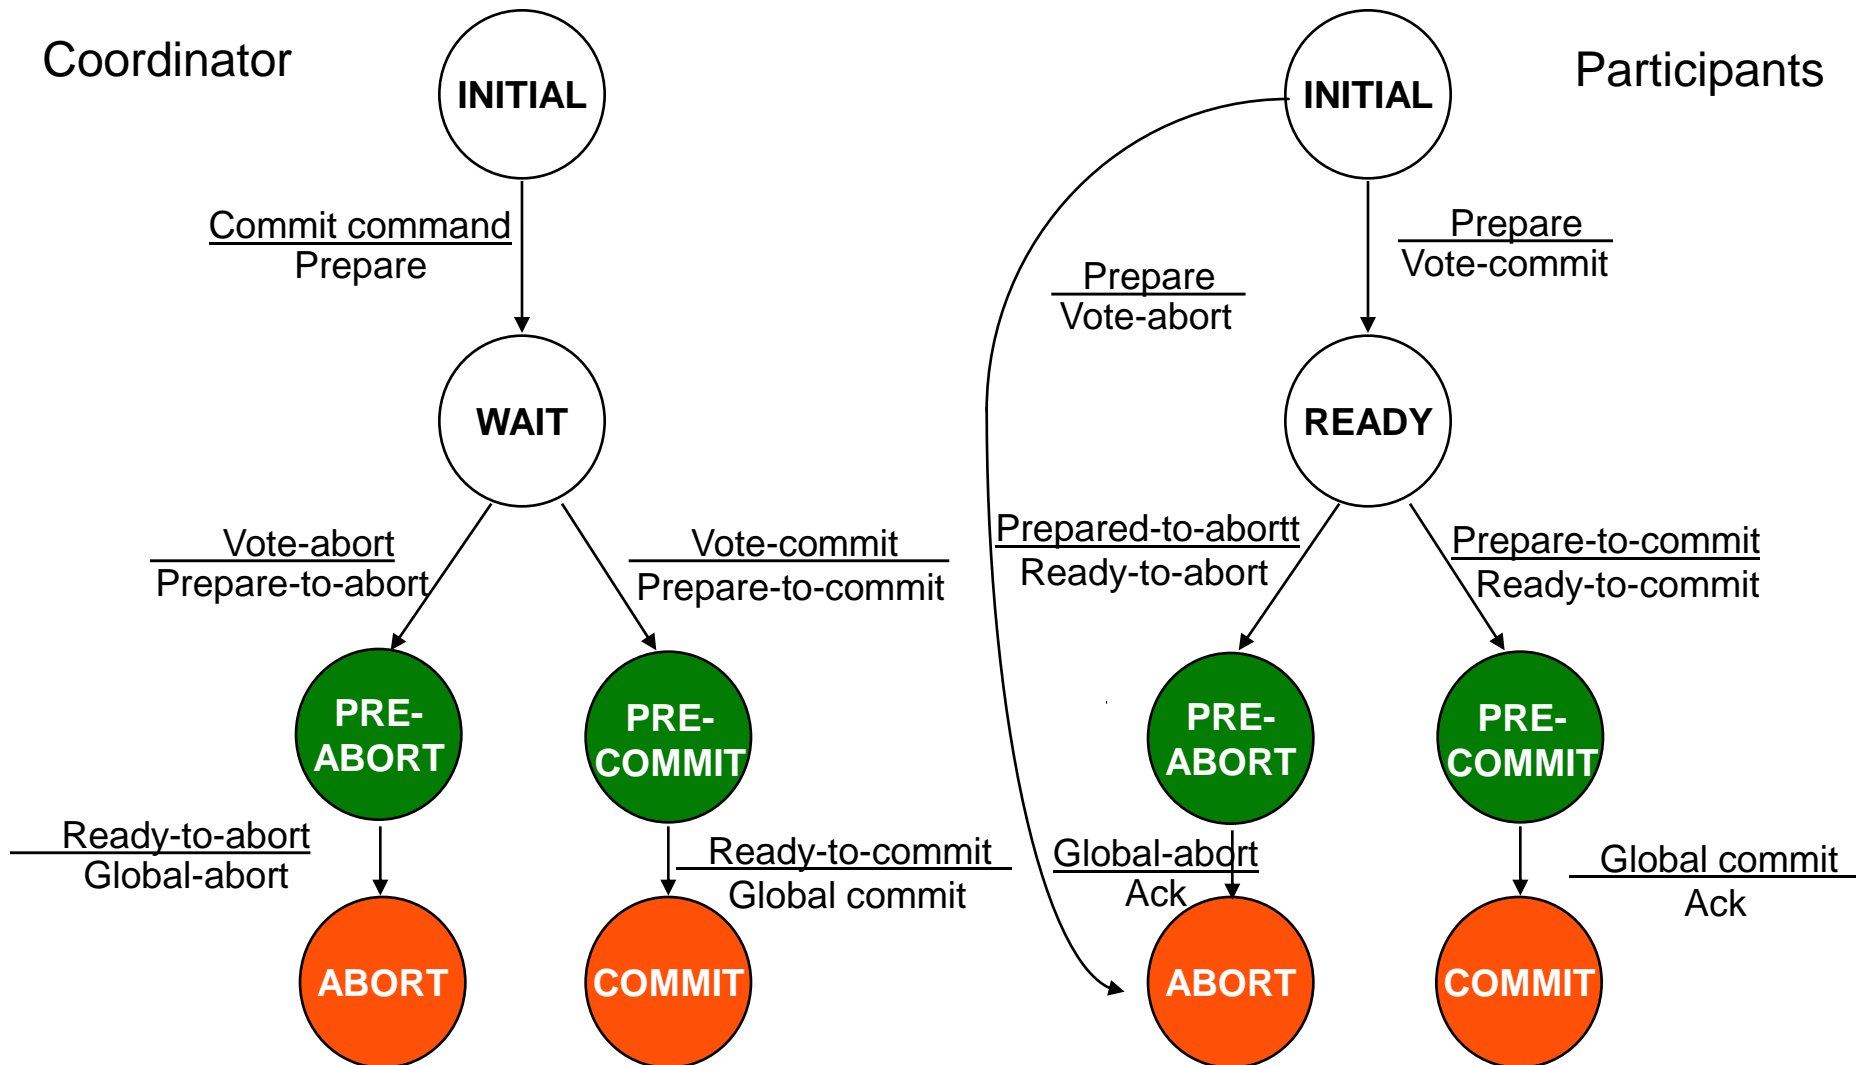 Coordinator
INITIAL
Commit command
Prepare
WAIT
Vote-abort
Prepare-to-abort
Vote-commit
Prepare-to-commit
PRE-
ABORT
PRE-
COMMIT
Ready-to-abort
Global-abort
Ready-to-commit
Global commit
ABORT
COMMIT
Participants
INITIAL
Prepare
Vote-abort
Prepare
Vote-commit
READY
Prepared-to-abortt
Ready-to-abort
Prepare-to-commit
Ready-to-commit
PRE-
ABORT
PRE-
COMMIT
Global-abort
Ack
Global commit
Ack
ABORT
COMMIT